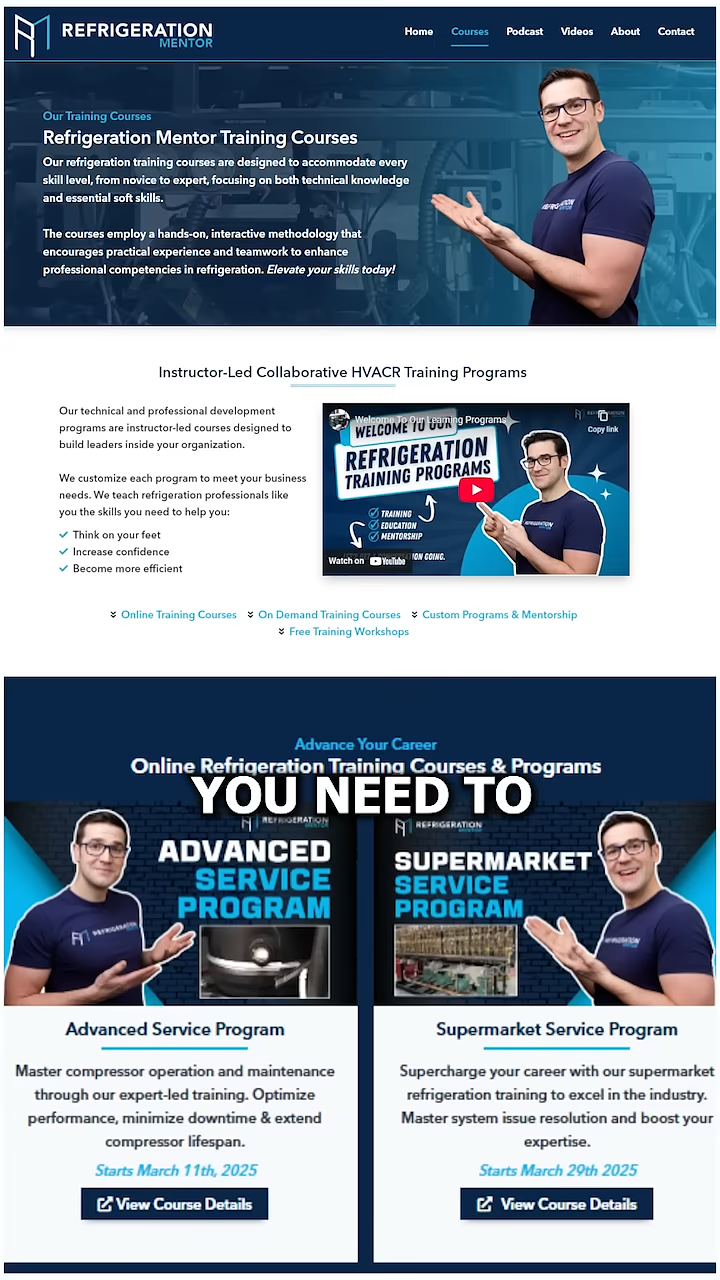 REFRIGERATION
MENTOR
Home Courses Podcast Videos About Contact
Our Training Courses
Refrigeration Mentor Training Courses
Our refrigeration training courses are designed to accommodate every
skill level, from novice to expert, focusing on both technical knowledge
and essential soft skills.
The courses employ a hands-on, interactive methodology that
encourages practical experience and teamwork to enhance
professional competencies in refrigeration. Elevate your skills today!
Instructor-Led Collaborative HVACR Training Programs
Our technical and professional development
programs are instructor-led courses designed to
build leaders inside your organization.
We customize each program to meet your business
needs. We teach refrigeration professionals like
you the skills you need to help you:
Think on your feet
Increase confidence
Become more efficient
Welcome To Our Learning Programs
Copy link
WELCOME TO OUR
REFRIGERATION
TRAINING PROGRAMS
TRAINING
EDUCATION
MENTORSHIP
Watch on YouTube
Online Training Courses On Demand Training Courses Custom Programs & Mentorship
Free Training Workshops
Advance Your Career
Online Refrigeration Training Courses & Programs
YOU NEED TO
REFRIGERATION
MENTOR
ADVANCED
SERVICE
PROGRAM
REFRIGERATION
MENTOR
SUPERMARKET
SERVICE
PROGRAM
Advanced Service Program
Master compressor operation and maintenance
through our expert-led training. Optimize
performance, minimize downtime & extend
compressor lifespan.
Starts March 11th, 2025
View Course Details
Supermarket Service Program
Supercharge your career with our supermarket
refrigeration training to excel in the industry.
Master system issue resolution and boost your
expertise.
Starts March 29th 2025
View Course Details